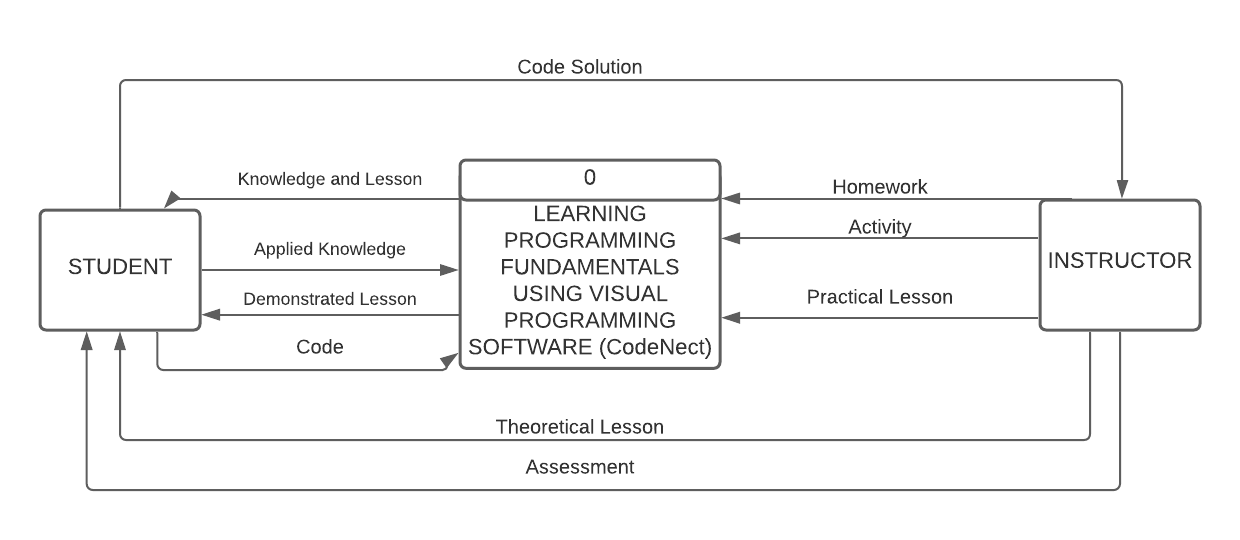 Code Solution
Knowledge and Lesson
0
Homework
LEARNING
PROGRAMMING
FUNDAMENTALS
USING VISUAL
PROGRAMMING
SOFTWARE (CodeNect)
Activity
STUDENT
Applied Knowledge
INSTRUCTOR
Demonstrated Lesson
Practical Lesson
Code
Theoretical Lesson
Assessment